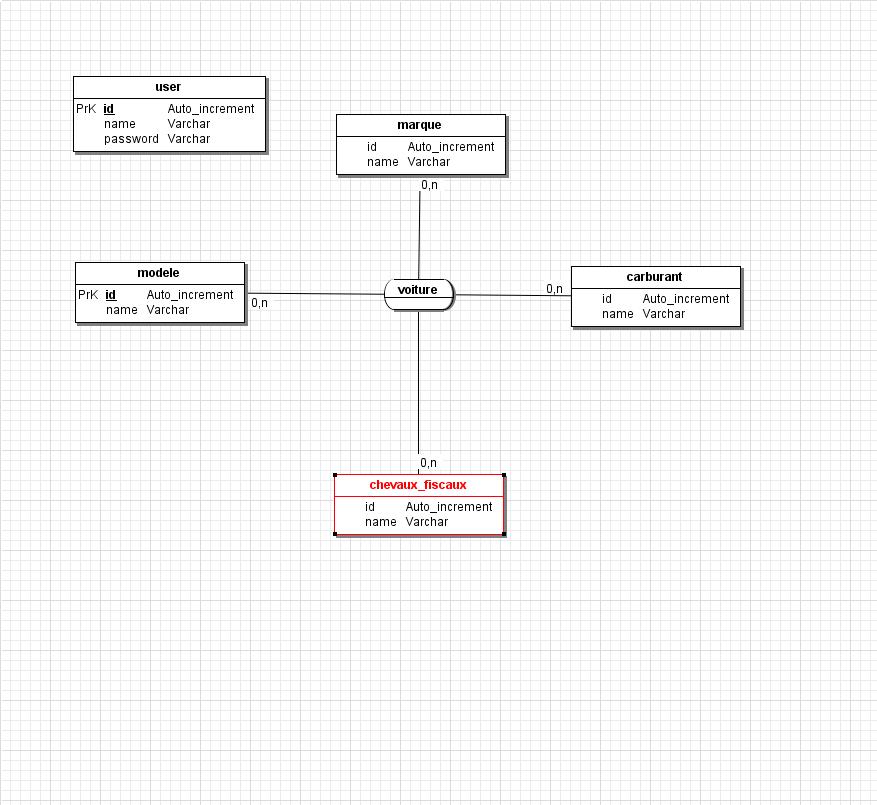 user
PrK id Auto_increment
name Varchar
password Varchar
marque
id Auto_increment
name Varchar
0,n
modele
PrK id Auto_increment
name Varchar
0,n
voiture
0,n
carburant
id Auto_increment
name Varchar
0,n
chevaux_fiscaux
id Auto_increment
name Varchar